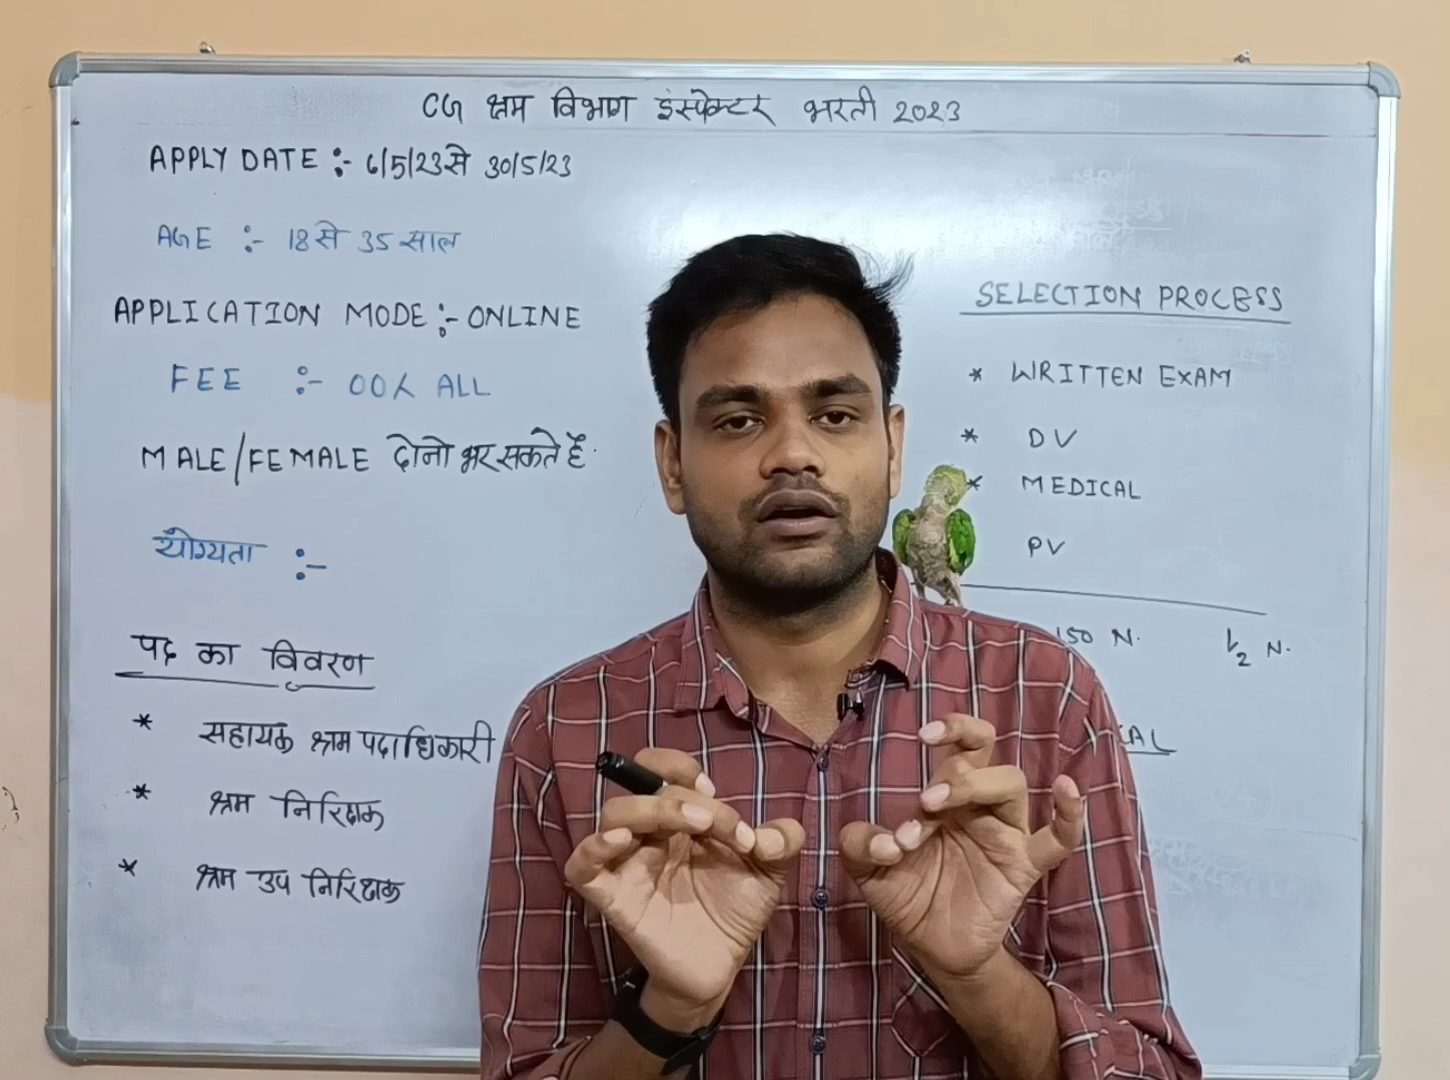 CG श्रम विभाग इंस्पेक्टर भरती 2023
APPLY DATE :- 6/5/23 से 30/5/23
AGE :- 18 से 35 साल
APPLICATION MODE :- ONLINE
FEE :- 00/ ALL
MALE/FEMALE दोनो भर सकते हैं.
योग्यता :-
पद का विवरण
* सहायक श्रम पदाधिकारी
* श्रम निरिक्षक
* श्रम उप निरिक्षक
SELECTION PROCESS
* WRITTEN EXAM
* DV
* MEDICAL
PV
150 N. 1/2 N.